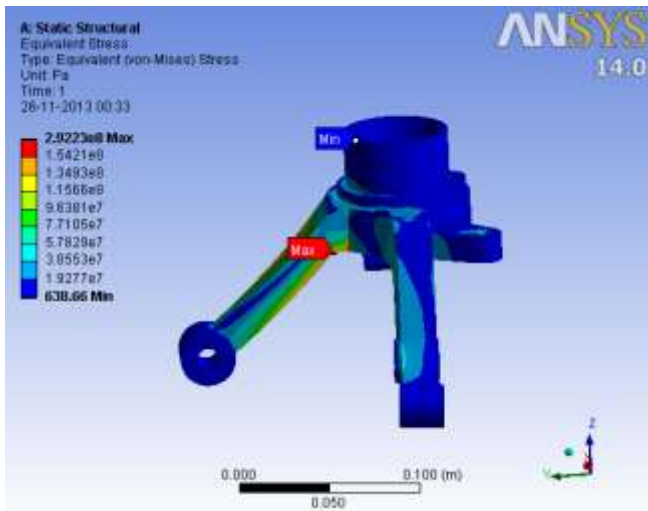 A: Static Structural
Equivalent Stress
Type: Equivalent (von-Mises) Stress
Unit: Pa
Time: 1
26-11-2013 00:33
ANSYS
14.0
2.9223e8 Max
1.5421e8
1.3493e8
1.1566e8
9.6381e7
7.7105e7
5.7829e7
3.8553e7
1.9277e7
638.66 Min
Min
Max
0.000
0.100 (m)
0.050
Z
Y